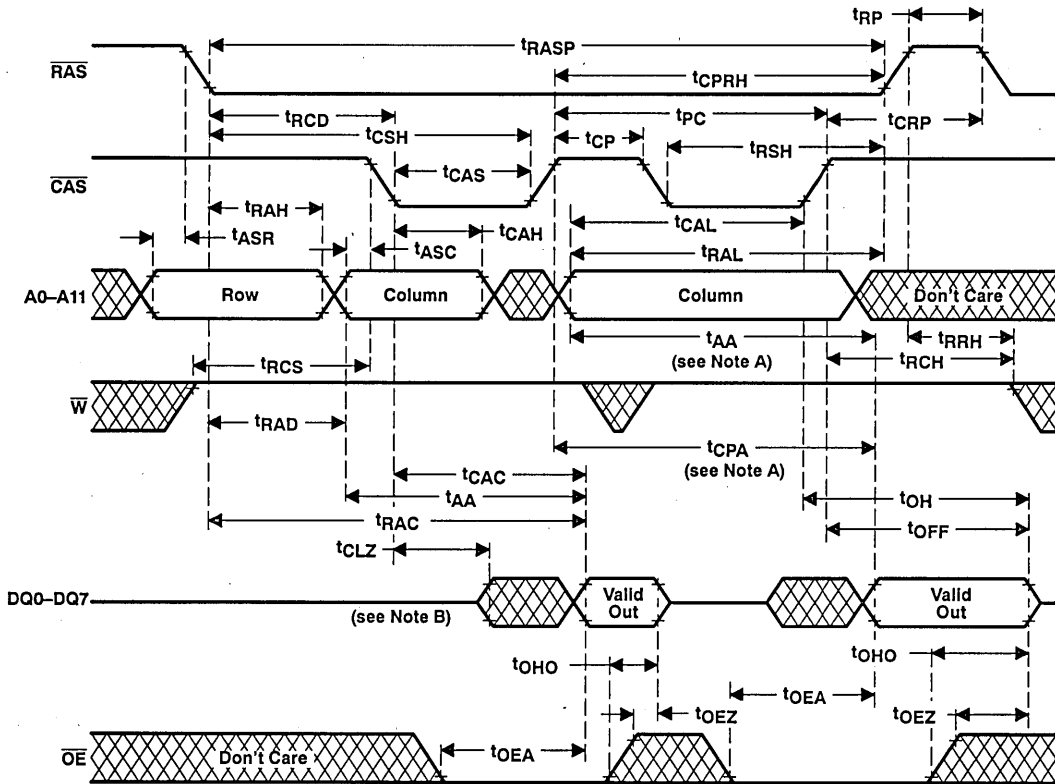 tRP
tRASP
RAS
tCPRH
tRCD
tPC
tCSH
tCP
tCRP
tRSH
CAS
tCAS
tRAH
tCAH
tCAL
tASR
tASC
tRAL
A0–A11
Row
Column
Column
Don't Care
tAA
(see Note A)
tRRH
tRCS
tRCH
W
tRAD
tCPA
(see Note A)
tCAC
tAA
tOH
tRAC
tOFF
tCLZ
DQ0–DQ7
(see Note B)
Valid
Out
Valid
Out
tOHO
tOHO
tOEA
tOEZ
tOEZ
OE
Don't Care
tOEA